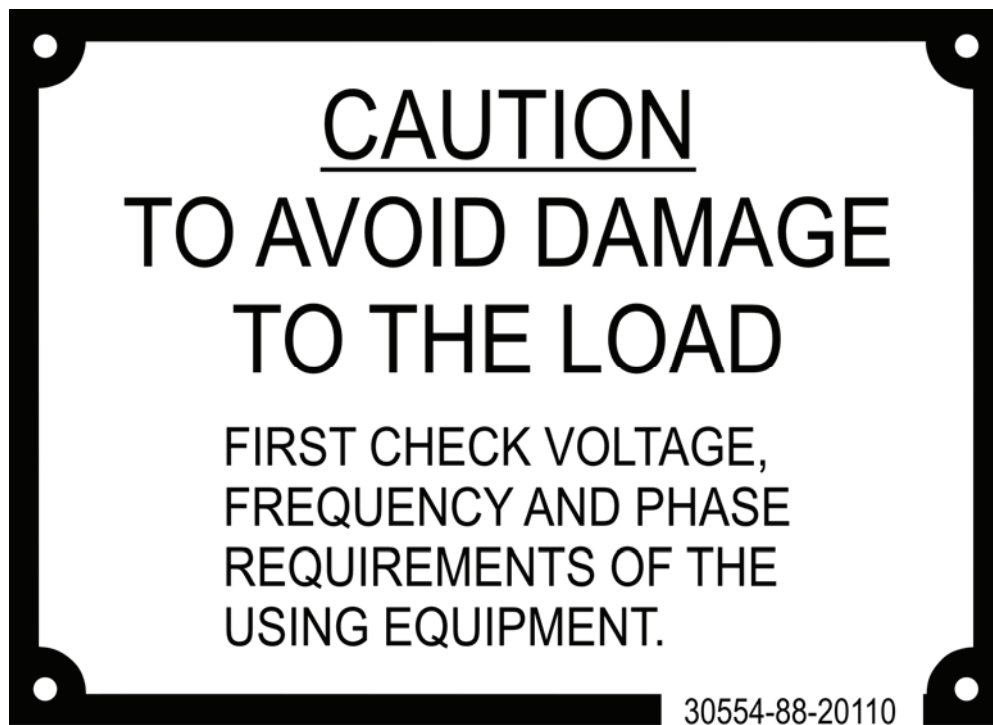 CAUTION
TO AVOID DAMAGE
TO THE LOAD
FIRST CHECK VOLTAGE,
FREQUENCY AND PHASE
REQUIREMENTS OF THE
USING EQUIPMENT.
30554-88-20110